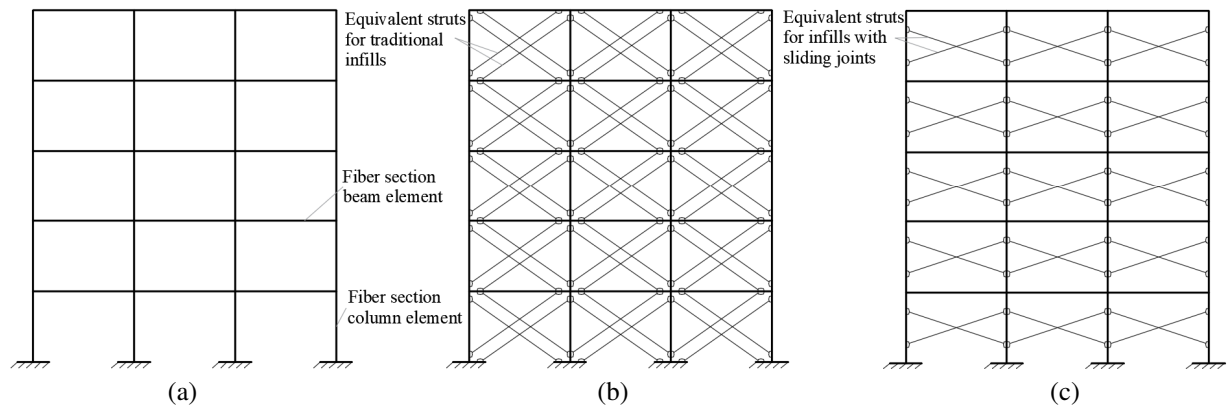 Fiber section
beam element
Fiber section
column element
(a)
Equivalent struts
for traditional
infills
(b)
Equivalent struts
for infills with
sliding joints
(c)